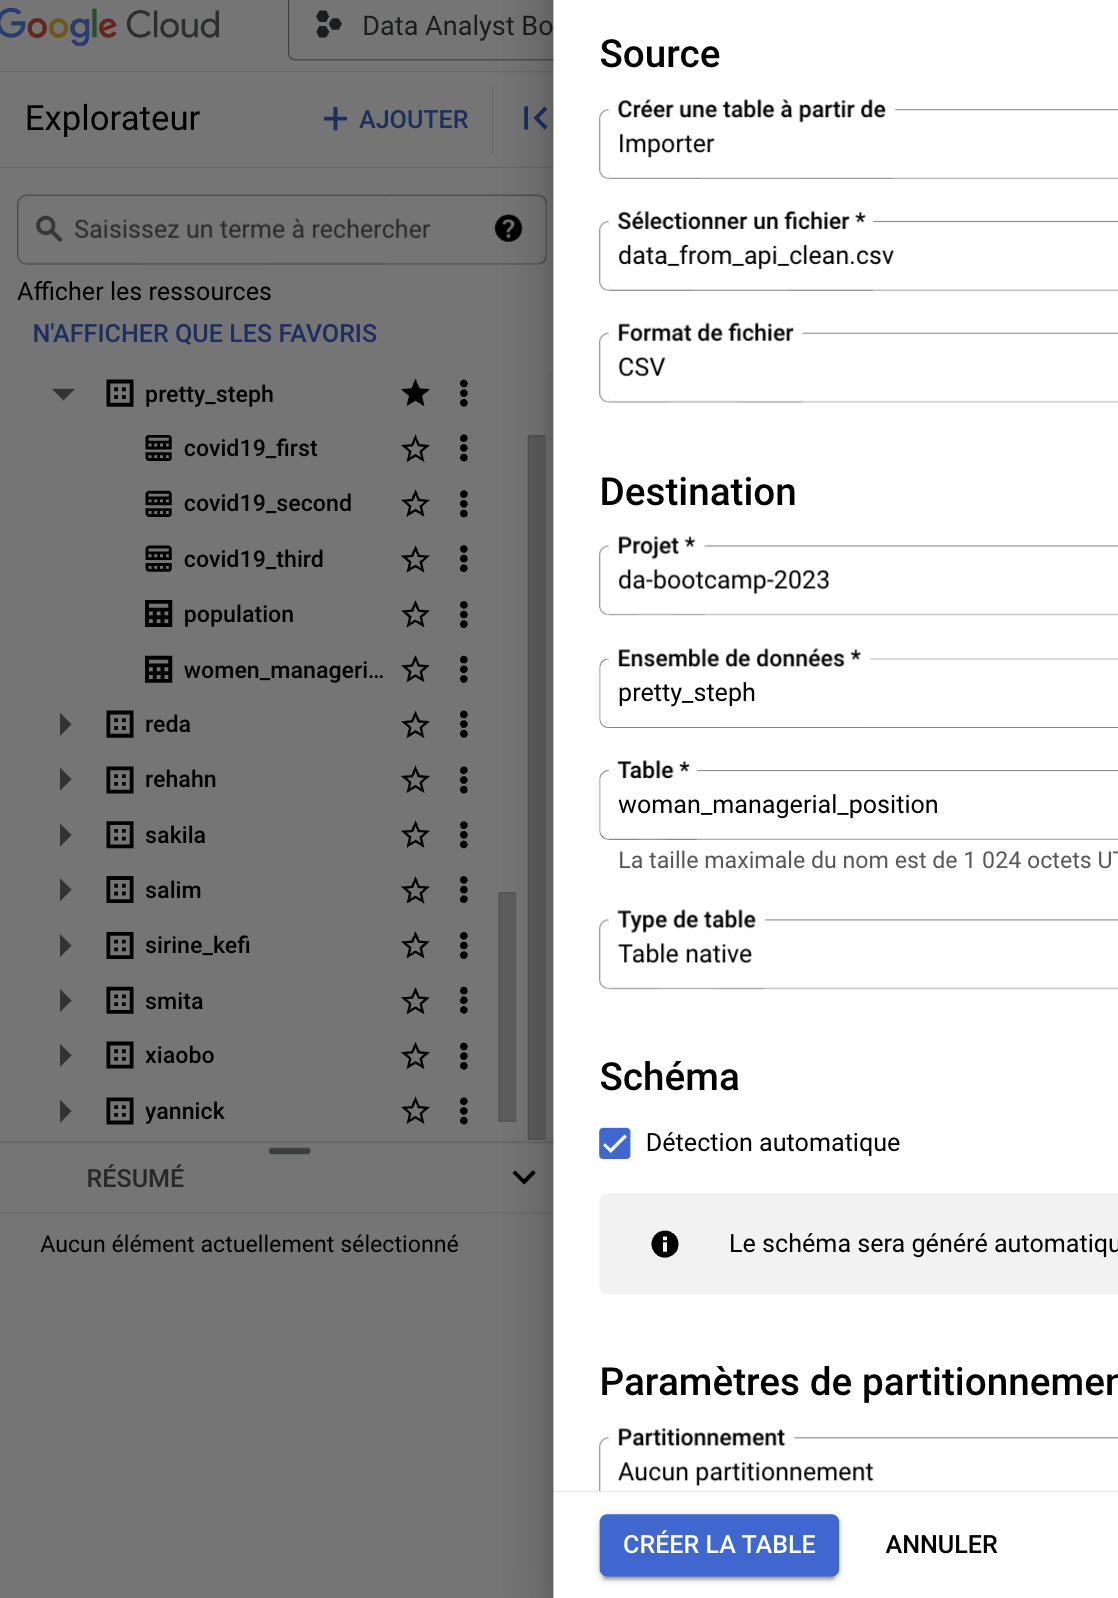 Google Cloud
Data Analyst Bo
Explorateur
AJOUTER
Saisissez un terme à rechercher
Afficher les ressources
N'AFFICHER QUE LES FAVORIS
pretty_steph
covid19_first
covid19_second
covid19_third
population
women_manageri...
reda
rehahn
sakila
salim
sirine_kefi
smita
xiaobo
yannick
RÉSUMÉ
Aucun élément actuellement sélectionné
Source
Créer une table à partir de
Importer
Sélectionner un fichier *
data_from_api_clean.csv
Format de fichier
CSV
Destination
Projet *
da-bootcamp-2023
Ensemble de données *
pretty_steph
Table *
woman_managerial_position
La taille maximale du nom est de 1 024 octets UT
Type de table
Table native
Schéma
Détection automatique
Le schéma sera généré automatiqu
Paramètres de partitionnemen
Partitionnement
Aucun partitionnement
CRÉER LA TABLE
ANNULER